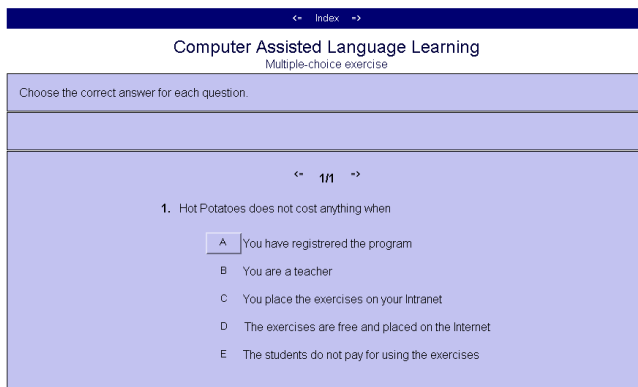 <= Index =>
Computer Assisted Language Learning
Multiple-choice exercise
Choose the correct answer for each question.
<= 1/1 =>
1. Hot Potatoes does not cost anything when
A You have registrered the program
B You are a teacher
C You place the exercises on your Intranet
D The exercises are free and placed on the Internet
E The students do not pay for using the exercises